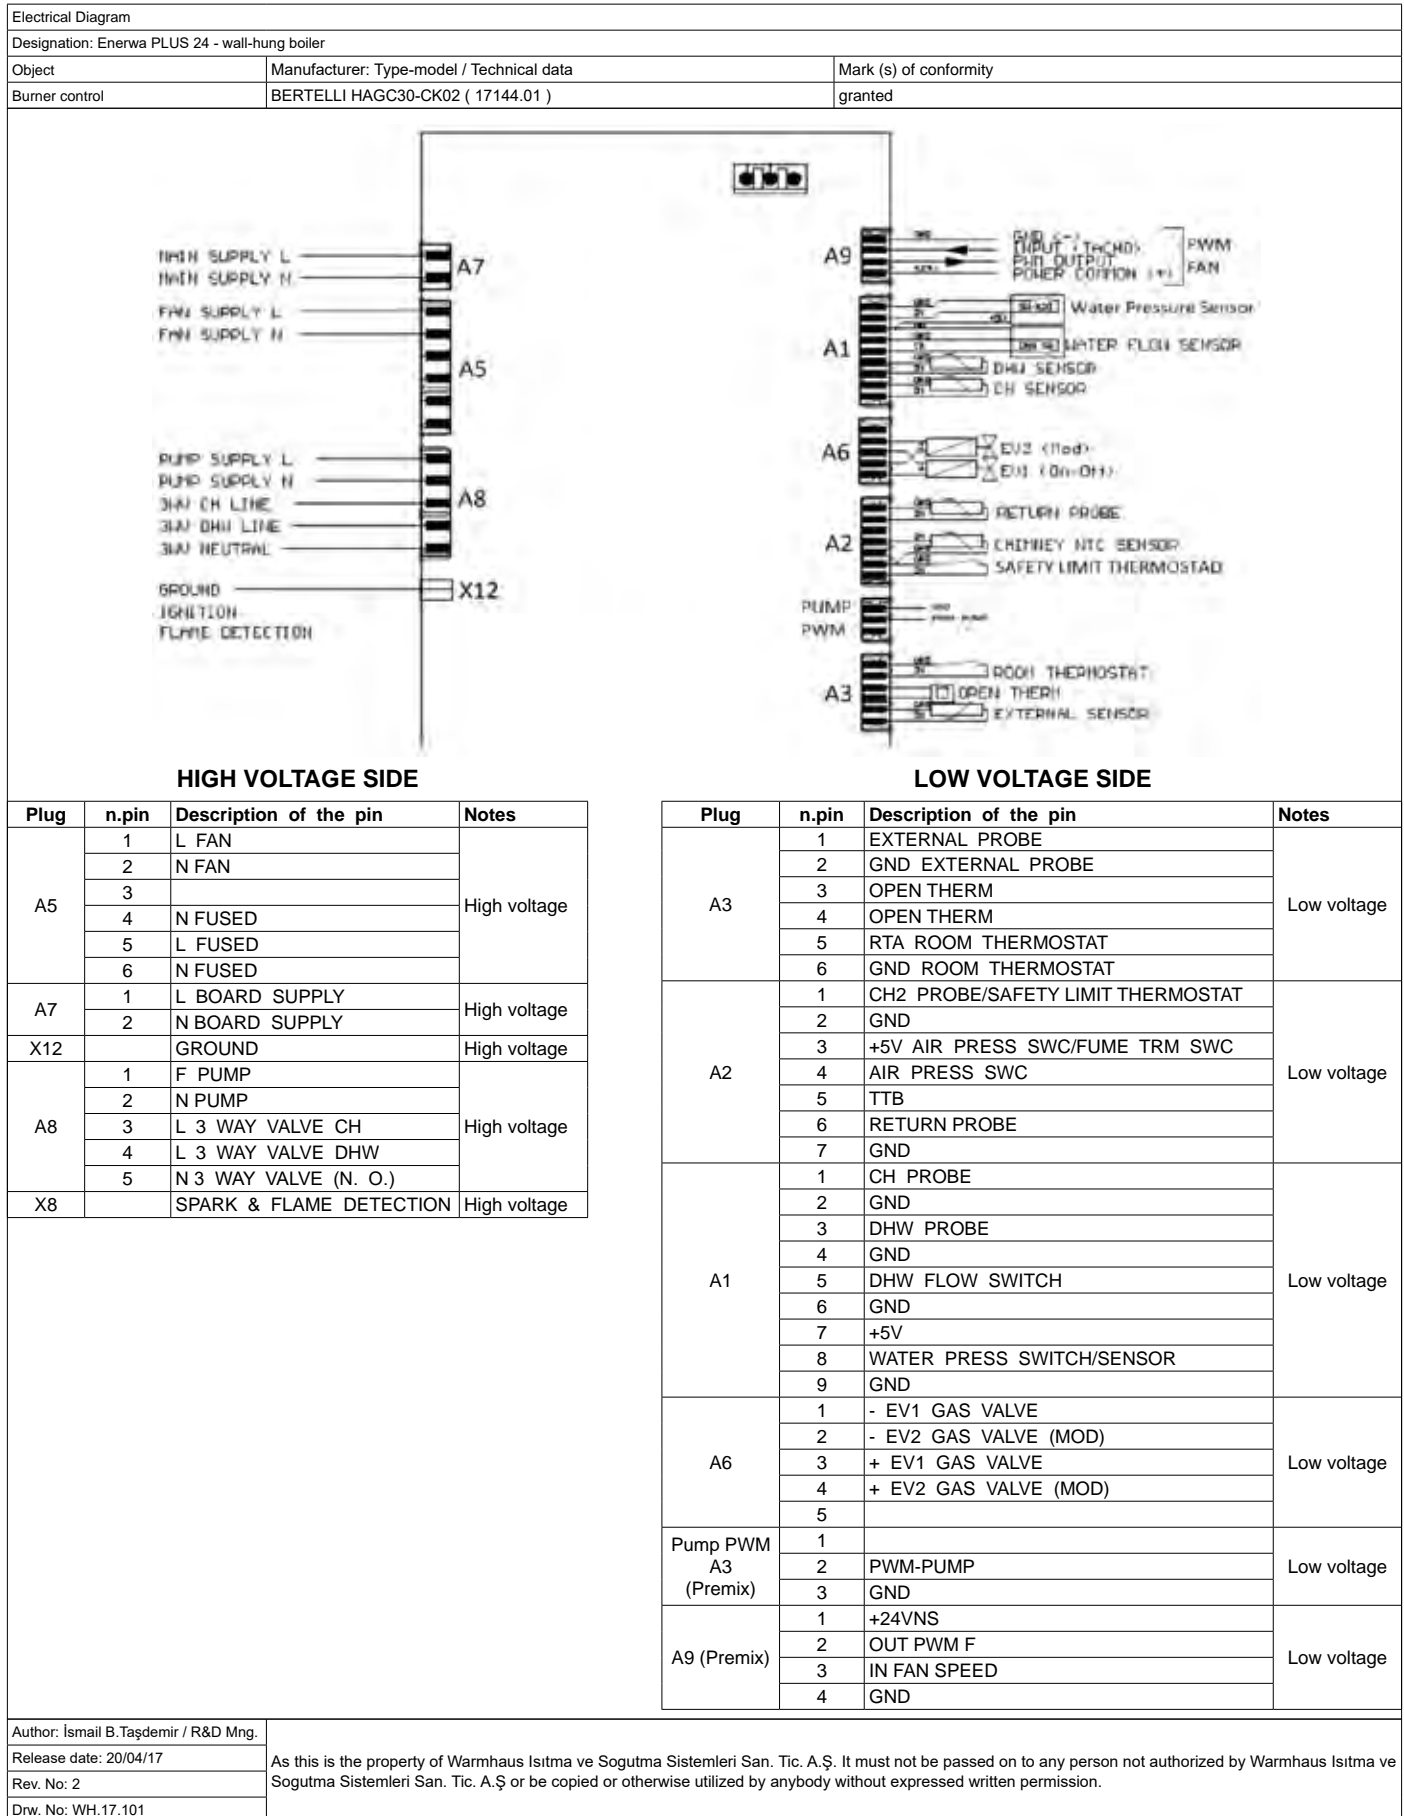 Electrical Diagram
Designation: Enerwa PLUS 24 - wall-hung boiler
Object Manufacturer: Type-model / Technical data Mark (s) of conformity
Burner control BERTELLI HAGC30-CK02 ( 17144.01 ) granted
MAIN SUPPLY L
MAIN SUPPLY N
A7
FAN SUPPLY L
FAN SUPPLY N
A5
PUMP SUPPLY L
PUMP SUPPLY N
3WV CH LINE
3WV DHW LINE
3WV NEUTRAL
A8
GROUND
X12
IGNITION
FLAME DETECTION
A9
GND (-)
INPUT (TACHO)
PWM OUTPUT
POWER COMMON (+)
PWM
FAN
A1
Water Pressure Sensor
WATER FLOW SENSOR
DHW SENSOR
CH SENSOR
A6
EV2 (Mod)
EV1 (On-Off)
A2
RETURN PROBE
CHIMNEY NTC SENSOR
SAFETY LIMIT THERMOSTAD
PUMP
PWM
A3
ROOM THERMOSTAT
OPEN THERM
EXTERNAL SENSOR
HIGH VOLTAGE SIDE
Plug n.pin Description of the pin Notes
A5 High voltage
1 L FAN
2 N FAN
3
4 N FUSED
5 L FUSED
6 N FUSED
A7 High voltage
1 L BOARD SUPPLY
2 N BOARD SUPPLY
X12 GROUND High voltage
A8 High voltage
1 F PUMP
2 N PUMP
3 L 3 WAY VALVE CH
4 L 3 WAY VALVE DHW
5 N 3 WAY VALVE (N. O.)
X8 SPARK & FLAME DETECTION High voltage
LOW VOLTAGE SIDE
Plug n.pin Description of the pin Notes
A3 Low voltage
1 EXTERNAL PROBE
2 GND EXTERNAL PROBE
3 OPEN THERM
4 OPEN THERM
5 RTA ROOM THERMOSTAT
6 GND ROOM THERMOSTAT
A2 Low voltage
1 CH2 PROBE/SAFETY LIMIT THERMOSTAT
2 GND
3 +5V AIR PRESS SWC/FUME TRM SWC
4 AIR PRESS SWC
5 TTB
6 RETURN PROBE
7 GND
A1 Low voltage
1 CH PROBE
2 GND
3 DHW PROBE
4 GND
5 DHW FLOW SWITCH
6 GND
7 +5V
8 WATER PRESS SWITCH/SENSOR
9 GND
A6 Low voltage
1 - EV1 GAS VALVE
2 - EV2 GAS VALVE (MOD)
3 + EV1 GAS VALVE
4 + EV2 GAS VALVE (MOD)
5
Pump PWM
A3
(Premix)
Low voltage
1
2 PWM-PUMP
3 GND
A9 (Premix) Low voltage
1 +24VNS
2 OUT PWM F
3 IN FAN SPEED
4 GND
Author: İsmail B.Taşdemir / R&D Mng.
Release date: 20/04/17
Rev. No: 2
Drw. No: WH.17.101
As this is the property of Warmhaus Isıtma ve Sogutma Sistemleri San. Tic. A.Ş. It must not be passed on to any person not authorized by Warmhaus Isıtma ve
Sogutma Sistemleri San. Tic. A.Ş or be copied or otherwise utilized by anybody without expressed written permission.